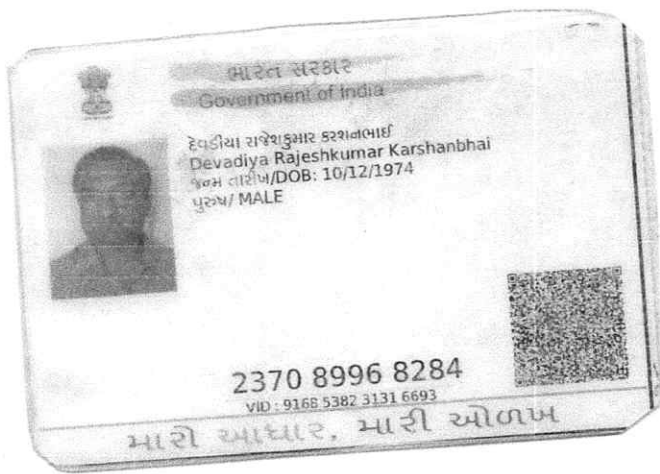 ભારત સરકાર
Government of India
દેવડીયા રાજેશકુમાર કરશનભાઈ
Devadiya Rajeshkumar Karshanbhai
જન્મ તારીખ/DOB: 10/12/1974
પુરુષ/ MALE
2370 8996 8284
VID : 9168 5382 3131 6693
મારો આધાર, મારી ઓળખ